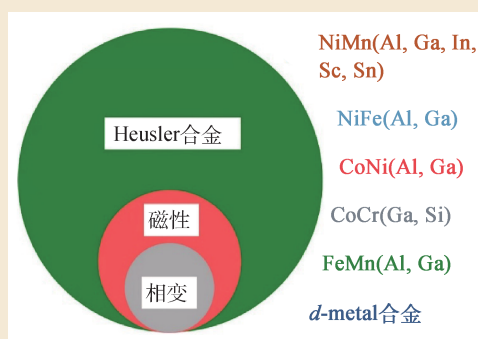 Heusler合金
磁性
相变
NiMn(Al, Ga, In,
Sc, Sn)
NiFe(Al, Ga)
CoNi(Al, Ga)
CoCr(Ga, Si)
FeMn(Al, Ga)
d-metal合金